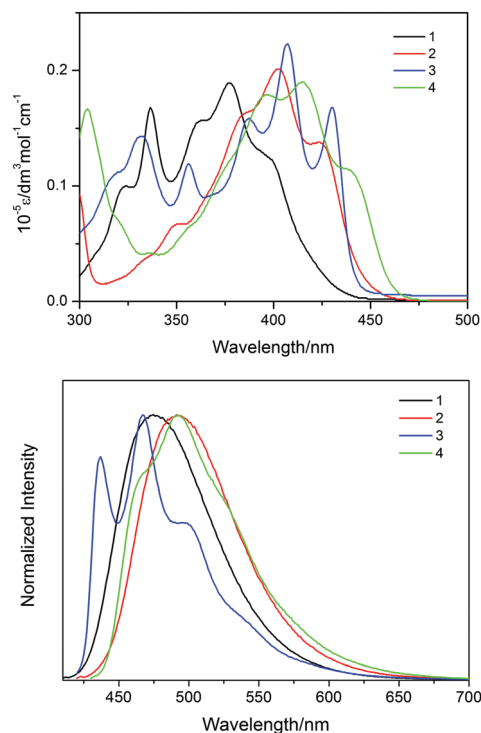 1
2
3
4
0.2
0.1
0.0
10⁻⁵ε/dm³mol⁻¹cm⁻¹
300 350 400 450 500
Wavelength/nm
1
2
3
4
Normalized Intensity
450 500 550 600 650 700
Wavelength/nm